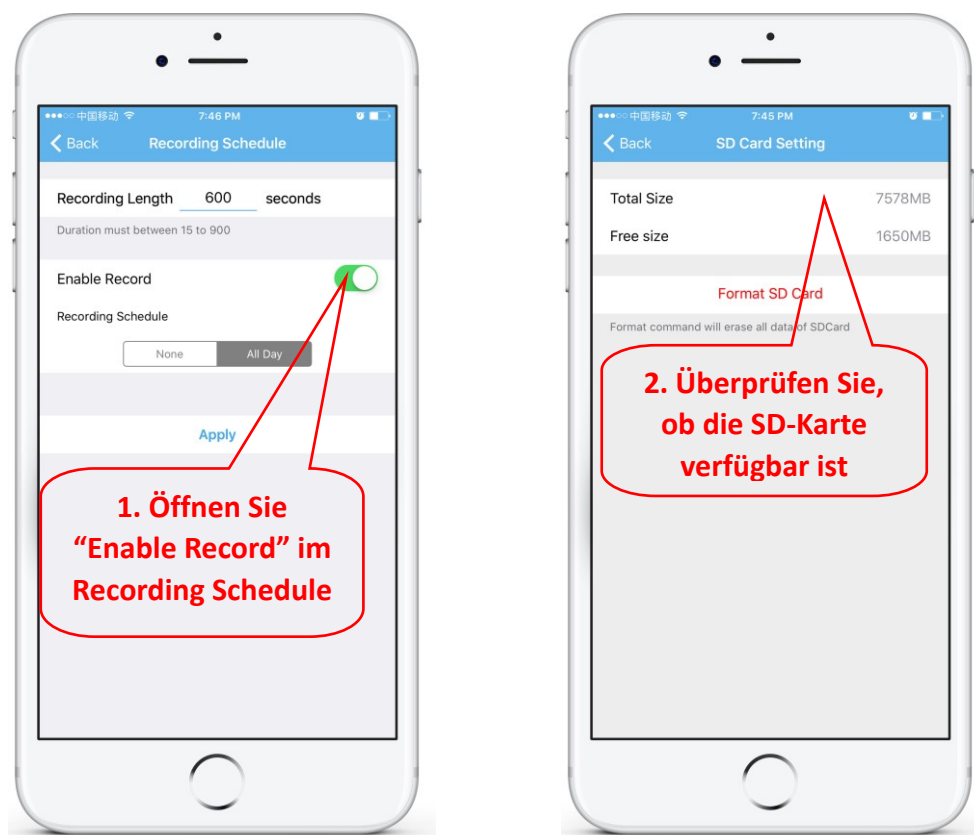 中国移动 7:46 PM
Back Recording Schedule
Recording Length 600 seconds
Duration must between 15 to 900
Enable Record
Recording Schedule
None All Day
Apply
1. Öffnen Sie
“Enable Record” im
Recording Schedule
中国移动 7:45 PM
Back SD Card Setting
Total Size 7578MB
Free size 1650MB
Format SD Card
Format command will erase all data of SDCard
2. Überprüfen Sie,
ob die SD-Karte
verfügbar ist